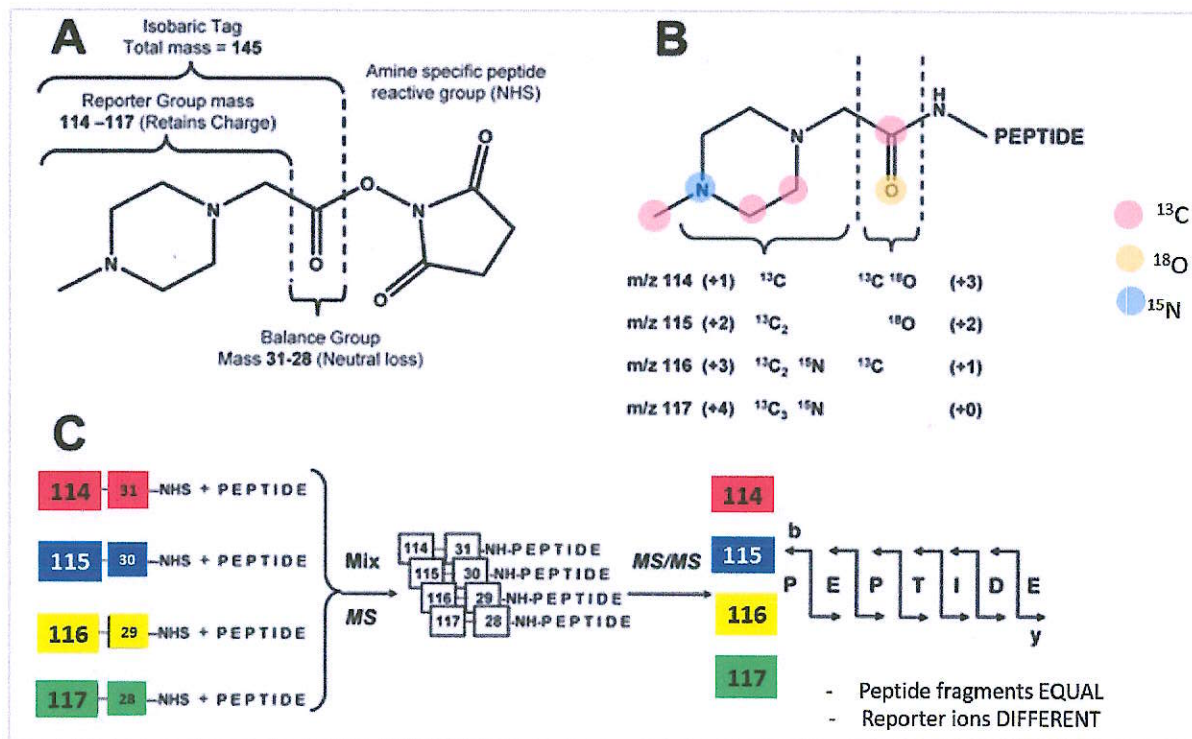 A
Isobaric Tag
Total mass = 145
Reporter Group mass
114 –117 (Retains Charge)
Amine specific peptide
reactive group (NHS)
N
N
O
O
N
O
O
Balance Group
Mass 31-28 (Neutral loss)
B
N
N
H
N
O
PEPTIDE
¹³C
¹⁸O
¹⁵N
m/z 114 (+1) ¹³C ¹³C ¹⁸O (+3)
m/z 115 (+2) ¹³C₂ ¹⁸O (+2)
m/z 116 (+3) ¹³C₂ ¹⁵N ¹³C (+1)
m/z 117 (+4) ¹³C₃ ¹⁵N (+0)
C
114 31 -NHS + PEPTIDE
115 30 -NHS + PEPTIDE
116 29 -NHS + PEPTIDE
117 28 -NHS + PEPTIDE
Mix
MS
114 31 -NH-PEPTIDE
115 30 -NH-PEPTIDE
116 29 -NH-PEPTIDE
117 28 -NH-PEPTIDE
MS/MS
114
115
116
117
b
P E P T I D E
y
- Peptide fragments EQUAL
- Reporter ions DIFFERENT